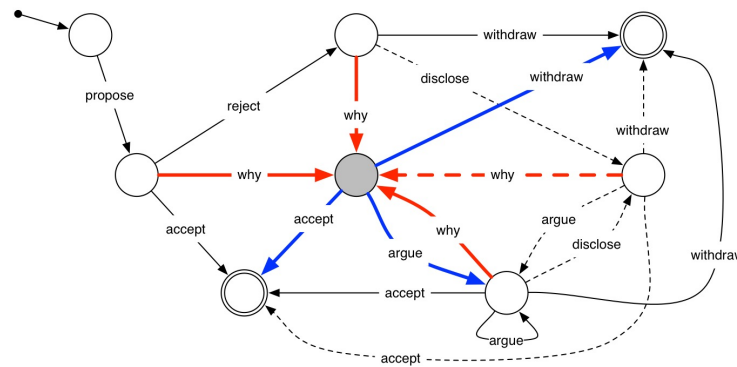 withdraw
disclose
withdraw
propose
reject
why
withdraw
why
why
accept
accept
argue
why
argue
disclose
withdraw
accept
argue
accept